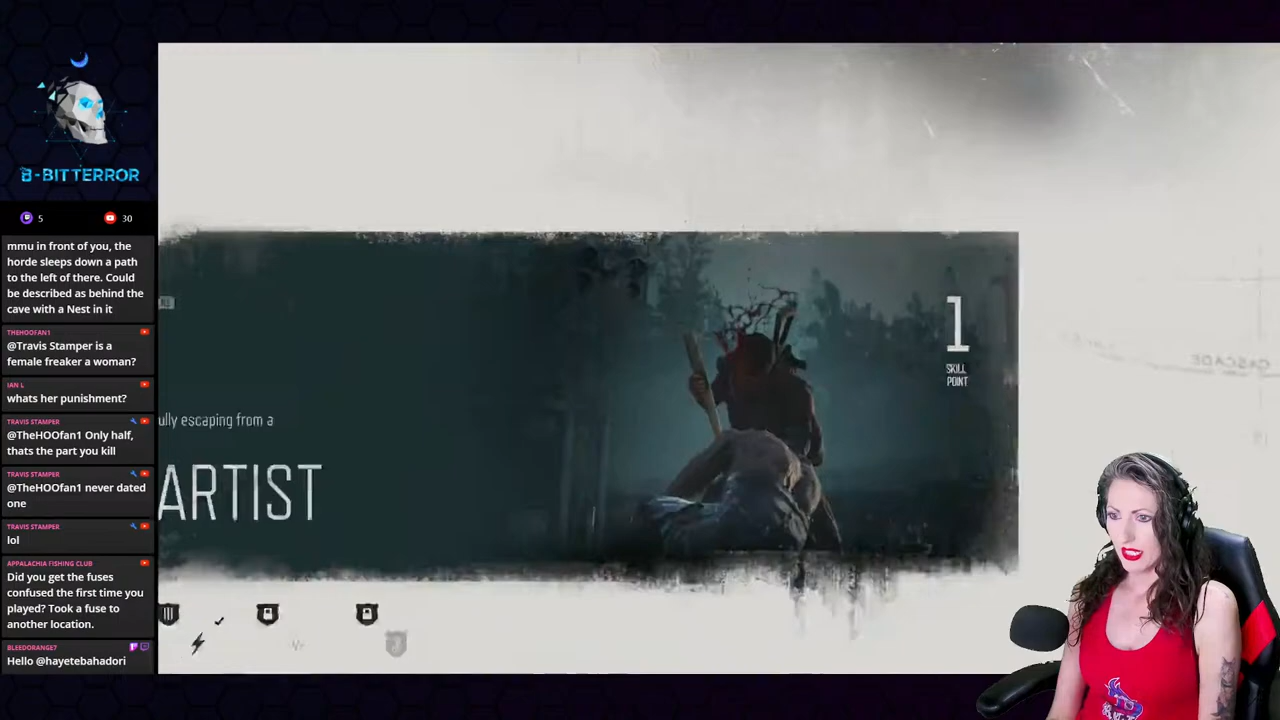 8-BITTERROR
5
30
mmu in front of you, the
horde sleeps down a path
to the left of there. Could
be described as behind the
cave with a Nest in it
THEHOOFAN1
@Travis Stamper is a
female freaker a woman?
IAN L
whats her punishment?
TRAVIS STAMPER
@TheHOOfan1 Only half,
thats the part you kill
TRAVIS STAMPER
@TheHOOfan1 never dated
one
TRAVIS STAMPER
lol
APPALACHIA FISHING CLUB
Did you get the fuses
confused the first time you
played? Took a fuse to
another location.
BLEEDORANGE7
Hello @hayetebahadori
ully escaping from a
ARTIST
1
SKILL
POINT
CASCADE